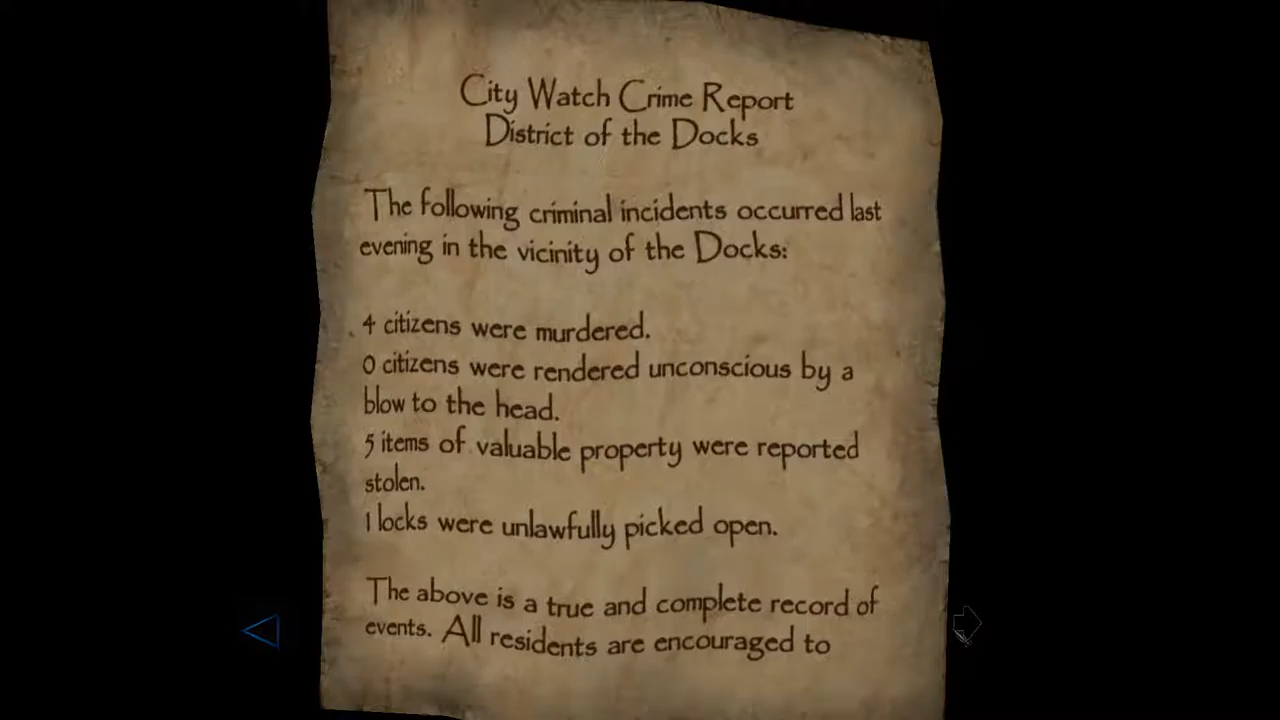 City Watch Crime Report
District of the Docks
The following criminal incidents occurred last
evening in the vicinity of the Docks:
4 citizens were murdered.
0 citizens were rendered unconscious by a
blow to the head.
5 items of valuable property were reported
stolen.
1 locks were unlawfully picked open.
The above is a true and complete record of
events. All residents are encouraged to